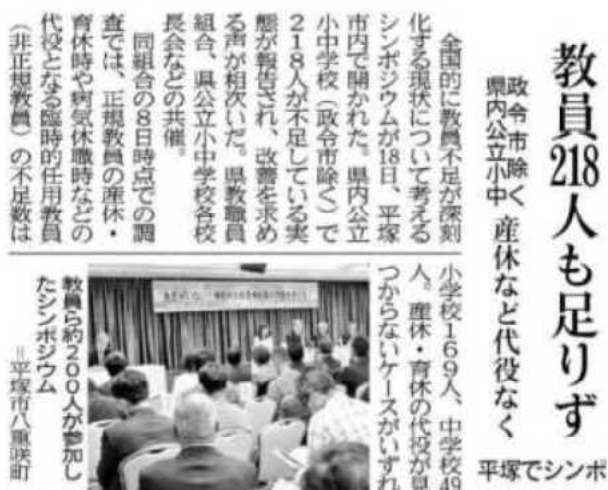 教員218人も足りず
政令市除く
県内公立小中
産休など代役なく
平塚でシンポ
全国的に教員不足が深刻
化する現状について考える
シンポジウムが18日、平塚
市内で開かれた。県内公立
小中学校(政令市除く)で
218人が不足している実
態が報告され、改善を求め
る声が相次いだ。県教職員
組合、県公立小中学校各校
長会などの共催。
同組合の8日時点での調
査では、正規教員の産休・
育休時や病気休職時などの
代役となる臨時的任用教員
(非正規教員)の不足数は
小学校169人、中学校49
人。産休・育休の代役が見
つからないケースがいずれ
教員ら約200人が参加し
たシンポジウム
=平塚市八重咲町